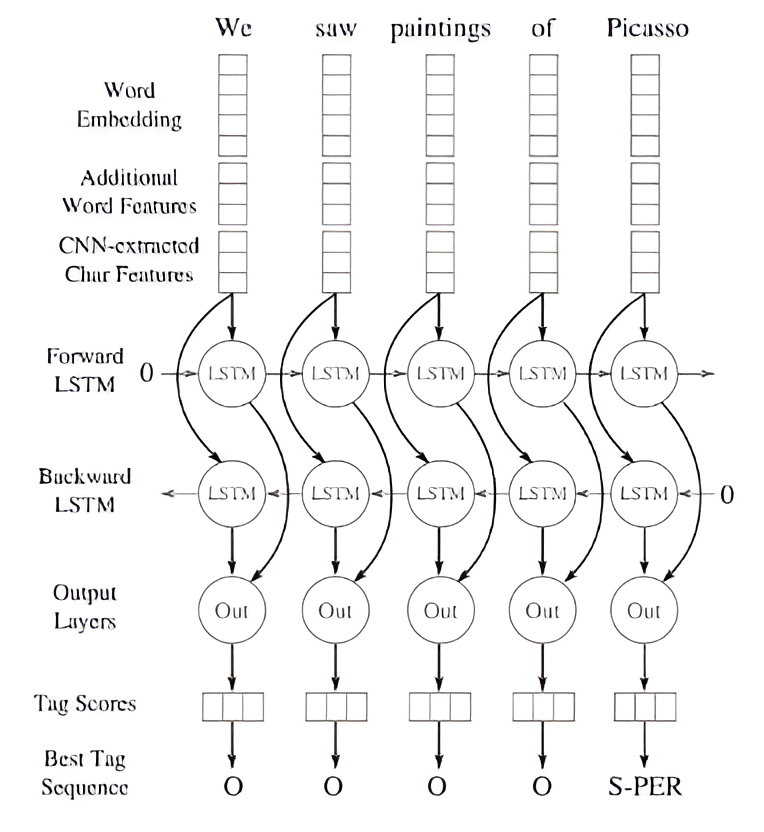 We saw paintings of Picasso
Word
Embedding
Additional
Word Features
CNN-extracted
Char Features
Forward
LSTM
0 LSTM LSTM LSTM LSTM LSTM
Backward
LSTM
LSTM LSTM LSTM LSTM LSTM 0
Output
Layers
Out Out Out Out Out
Tag Scores
Best Tag
Sequence
O O O O S-PER